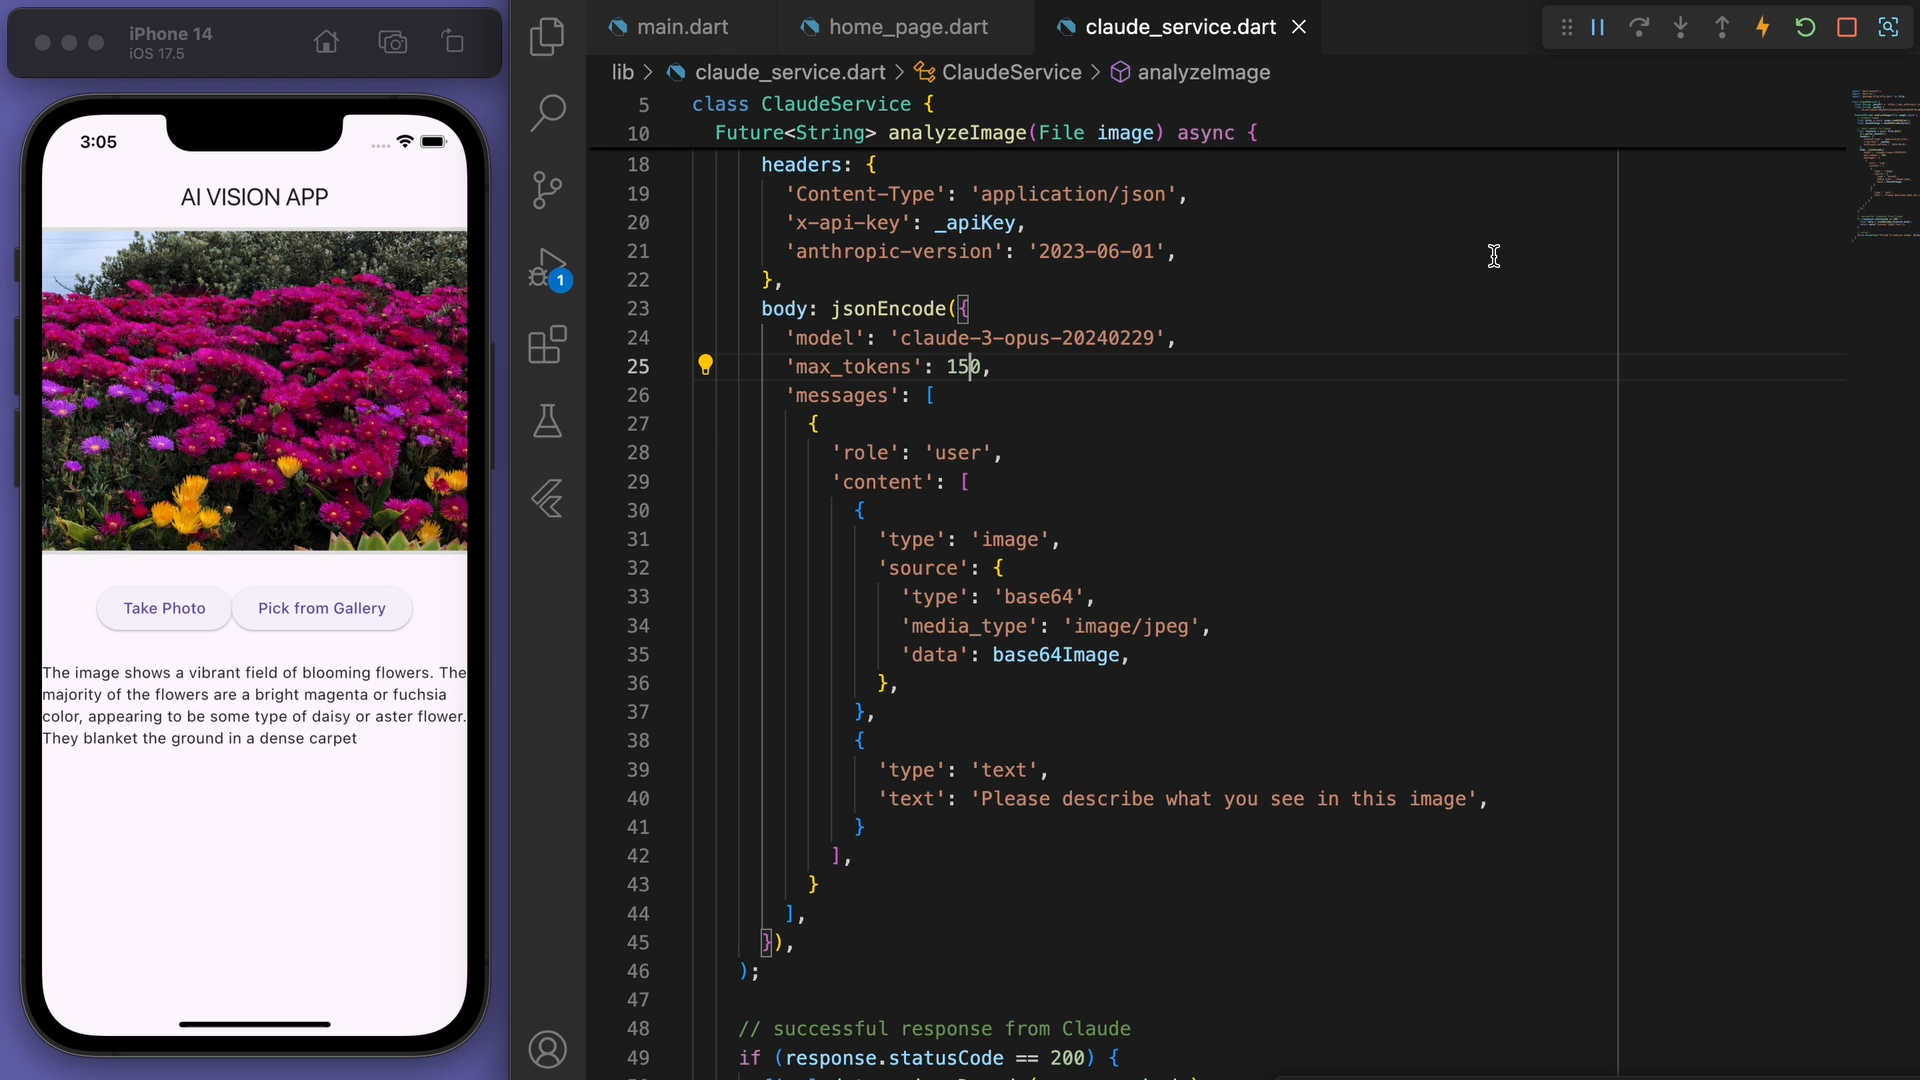 iPhone 14
iOS 17.5
3:05
AI VISION APP
Take Photo
Pick from Gallery
The image shows a vibrant field of blooming flowers. The
majority of the flowers are a bright magenta or fuchsia
color, appearing to be some type of daisy or aster flower.
They blanket the ground in a dense carpet
1
main.dart
home_page.dart
claude_service.dart
lib > claude_service.dart > ClaudeService > analyzeImage
5 class ClaudeService {
10 Future<String> analyzeImage(File image) async {
18 headers: {
19 'Content-Type': 'application/json',
20 'x-api-key': _apiKey,
21 'anthropic-version': '2023-06-01',
22 },
23 body: jsonEncode({
24 'model': 'claude-3-opus-20240229',
25 'max_tokens': 150,
26 'messages': [
27 {
28 'role': 'user',
29 'content': [
30 {
31 'type': 'image',
32 'source': {
33 'type': 'base64',
34 'media_type': 'image/jpeg',
35 'data': base64Image,
36 },
37 },
38 {
39 'type': 'text',
40 'text': 'Please describe what you see in this image',
41 }
42 ],
43 }
44 ],
45 }),
46 );
47
48 // successful response from Claude
49 if (response.statusCode == 200) {